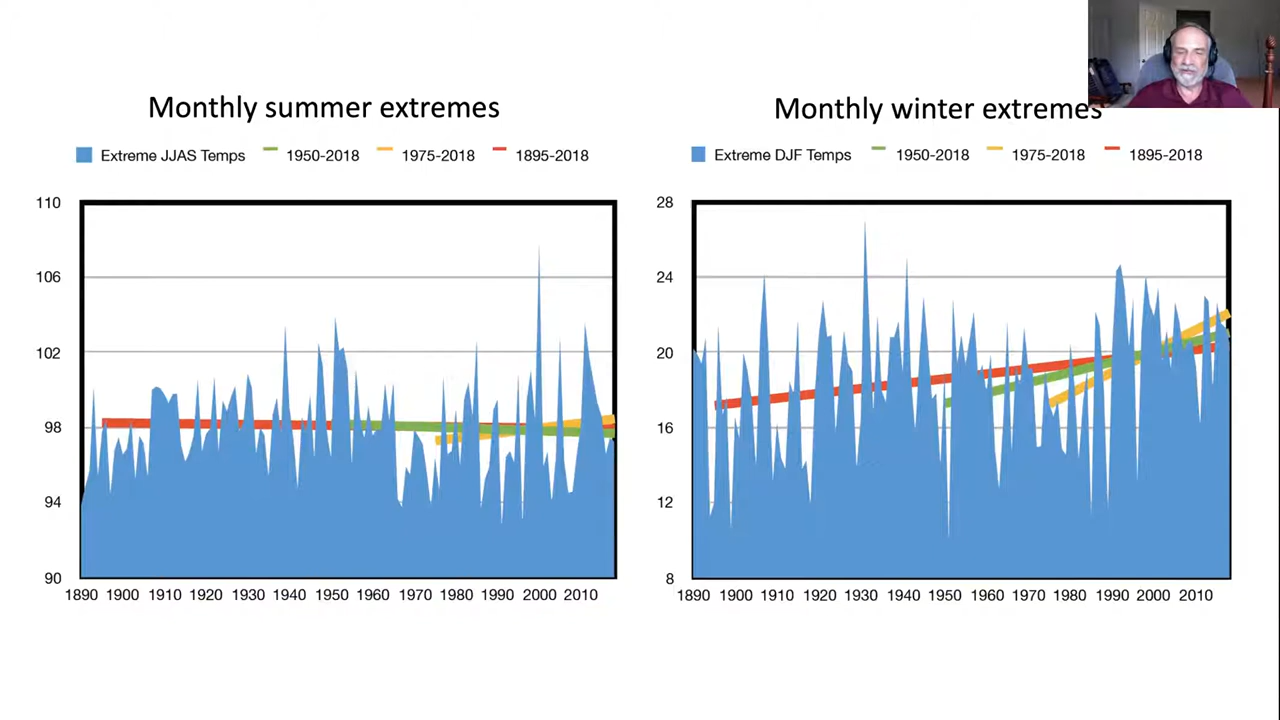 Monthly summer extremes
Extreme JJAS Temps 1950-2018 1975-2018 1895-2018
110
106
102
98
94
90
1890 1900 1910 1920 1930 1940 1950 1960 1970 1980 1990 2000 2010
Monthly winter extremes
Extreme DJF Temps 1950-2018 1975-2018 1895-2018
28
24
20
16
12
8
1890 1900 1910 1920 1930 1940 1950 1960 1970 1980 1990 2000 2010